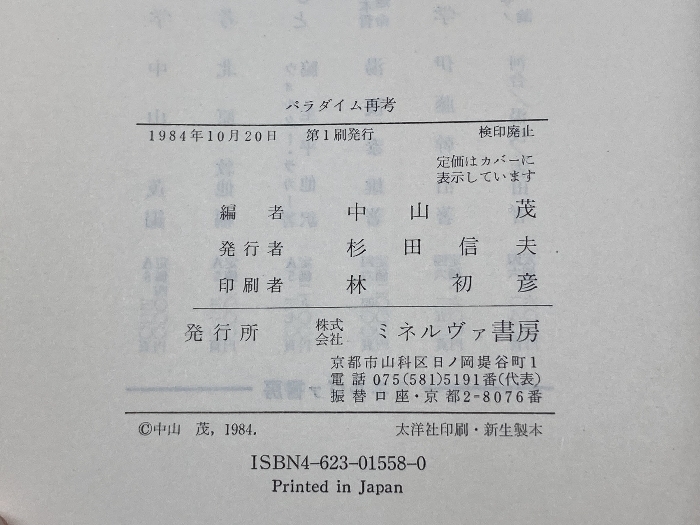 パラダイム再考
1984年10月20日　第1刷発行　検印廃止
定価はカバーに
表示しています
編者　中山　茂
発行者　杉田信夫
印刷者　林　初彦
発行所　株式会社　ミネルヴァ書房
京都市山科区日ノ岡堤谷町1
電話 075(581)5191番(代表)
振替口座・京都2-8076番
©中山　茂, 1984.　太洋社印刷・新生製本
ISBN4-623-01558-0
Printed in Japan